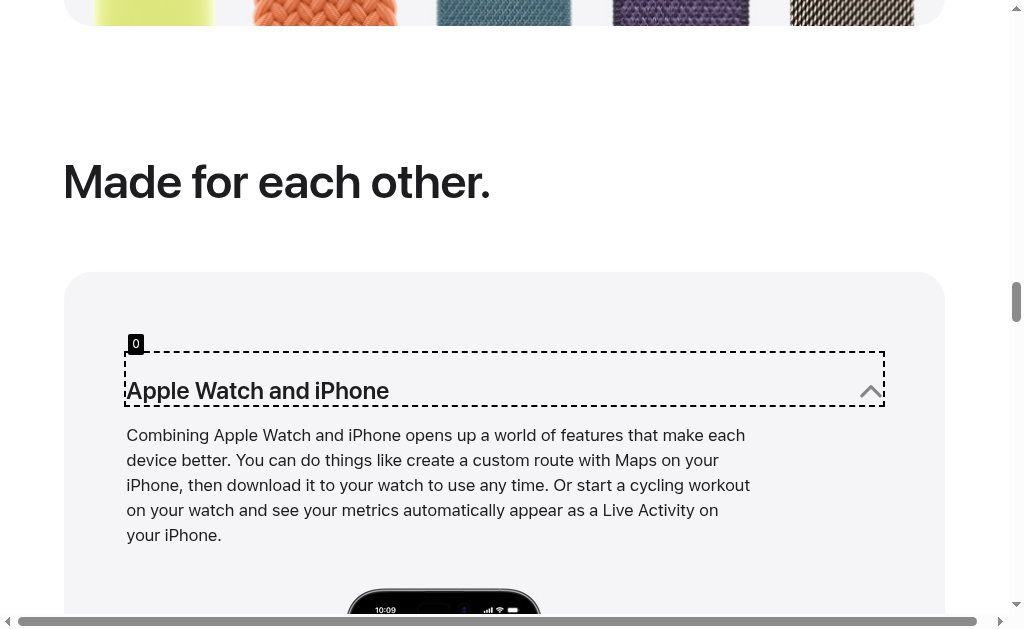 Made for each other.
0
Apple Watch and iPhone
Combining Apple Watch and iPhone opens up a world of features that make each
device better. You can do things like create a custom route with Maps on your
iPhone, then download it to your watch to use any time. Or start a cycling workout
on your watch and see your metrics automatically appear as a Live Activity on
your iPhone.
10:09